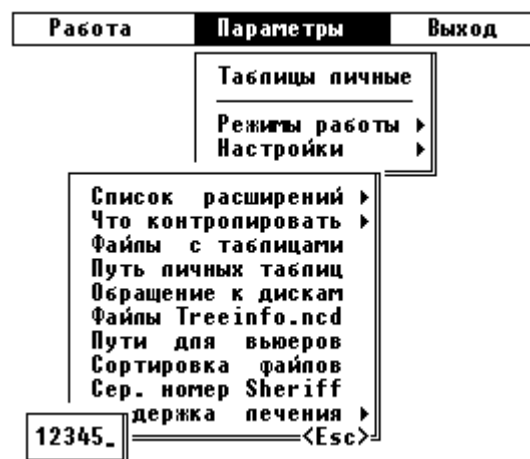 Работа Параметры Выход
Таблицы личные
Режимы работы ▶
Настройки ▶
Список расширений ▶
Что контролировать ▶
Файлы с таблицами
Путь личных таблиц
Обращение к дискам
Файлы Treeinfo.ncd
Пути для вьюеров
Сортировка файлов
Сер. номер Sheriff
держка лечения ▶
12345_ <Esc>